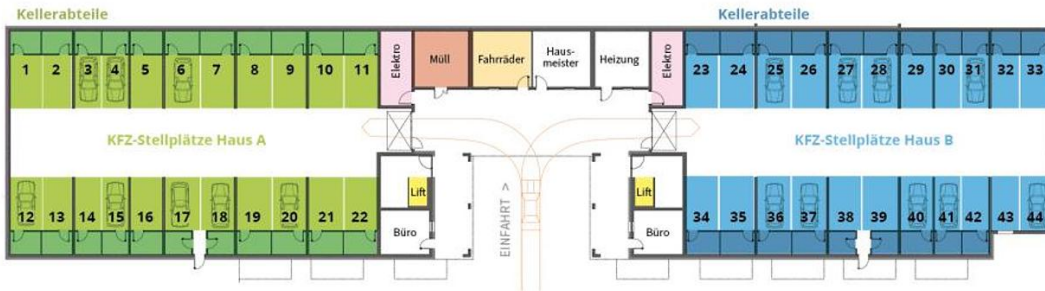 Kellerabteile
Kellerabteile
1 2 3 4 5 6 7 8 9 10 11
Elektro
Müll
Fahrräder
Haus-
meister
Heizung
Elektro
23 24 25 26 27 28 29 30 31 32 33
KFZ-Stellplätze Haus A
KFZ-Stellplätze Haus B
12 13 14 15 16 17 18 19 20 21 22
Lift
Büro
EINFAHRT >
Lift
Büro
34 35 36 37 38 39 40 41 42 43 44